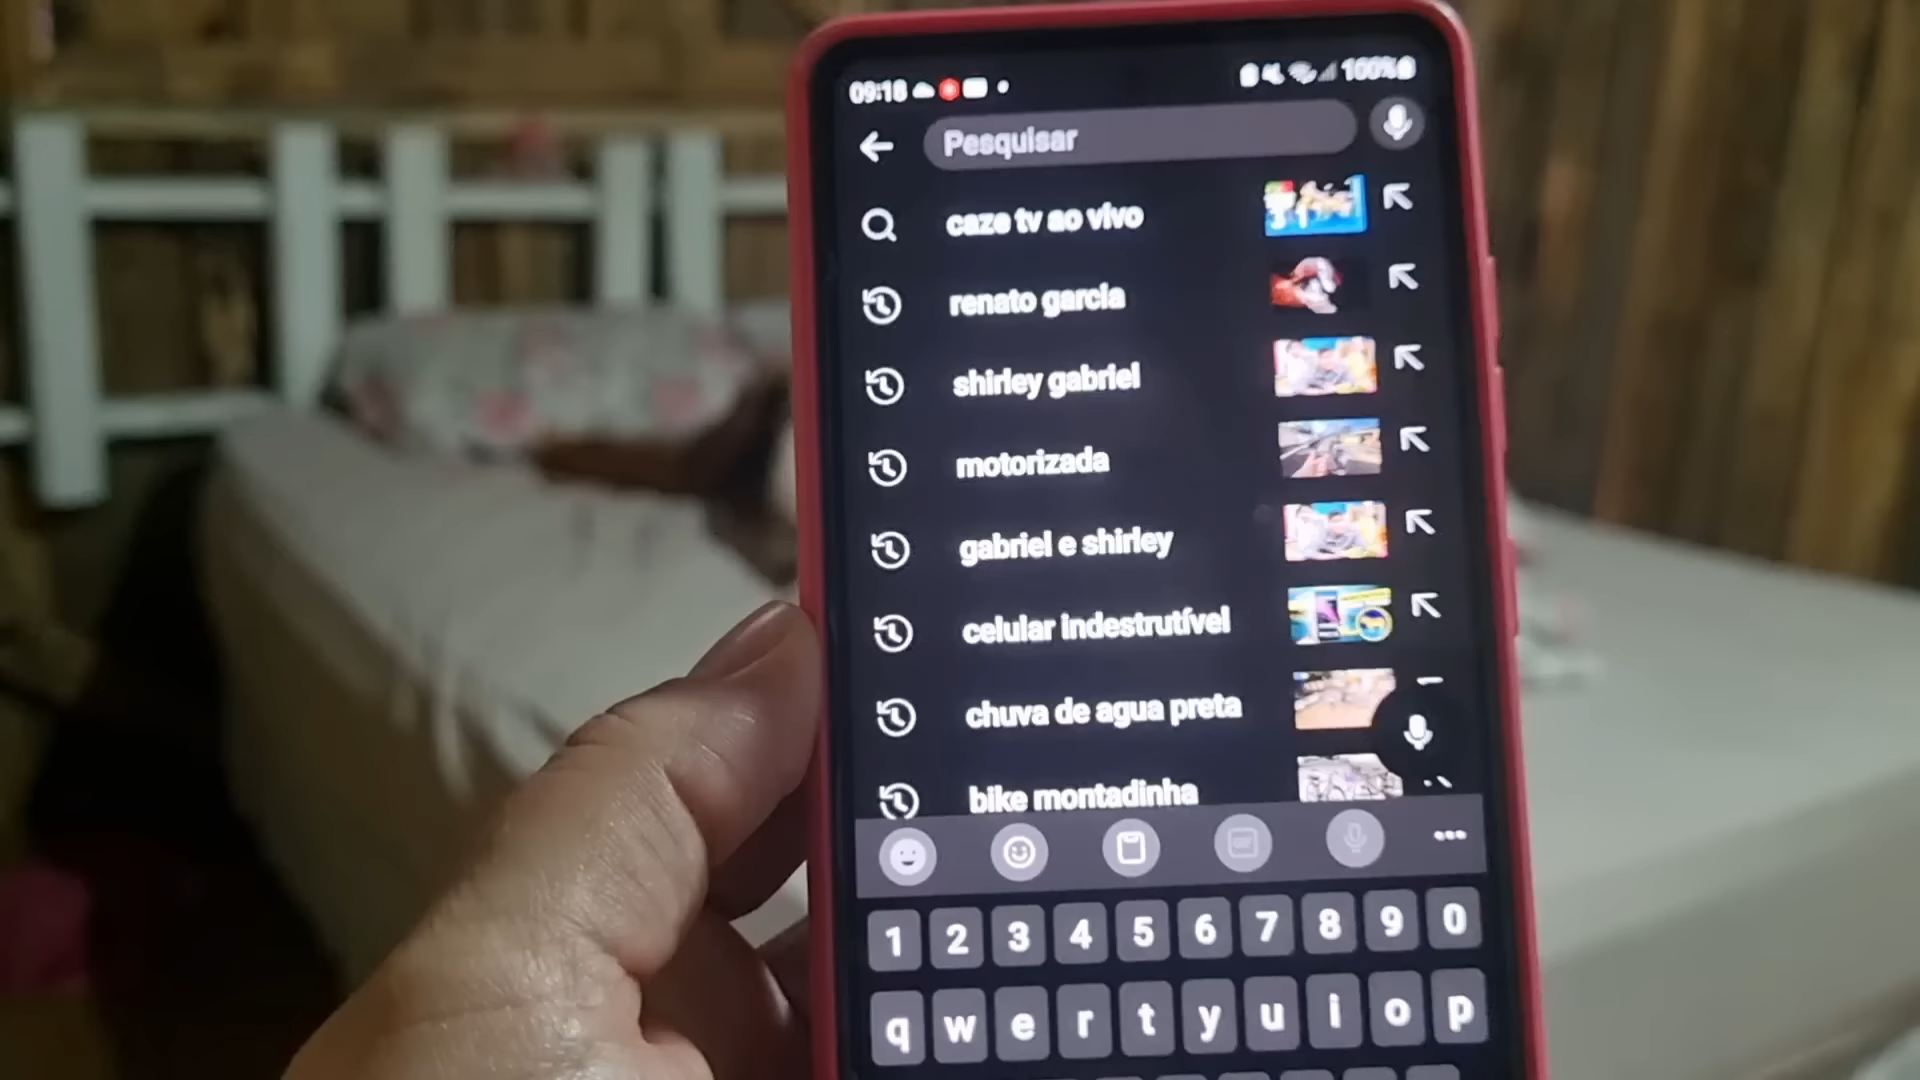 09:18
100%
Pesquisar
caze tv ao vivo
renato garcia
shirley gabriel
motorizada
gabriel e shirley
celular indestrutível
chuva de agua preta
bike montadinha
GIF
1 2 3 4 5 6 7 8 9 0
q w e r t y u i o p